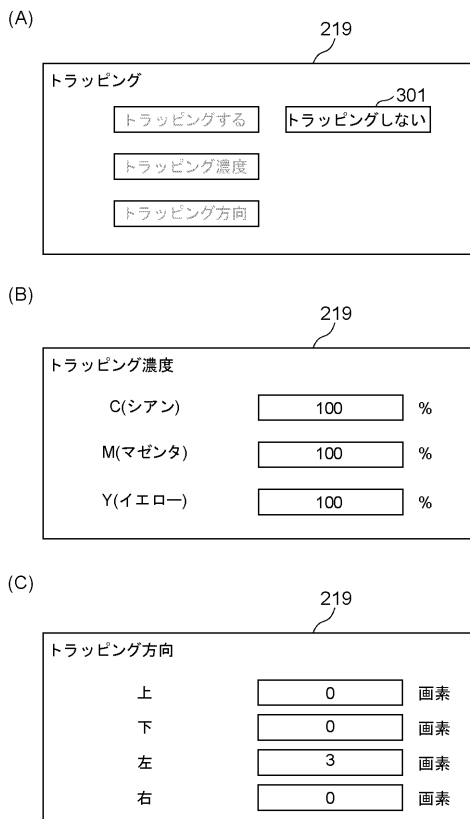 (A)
219
トラッピング
301
トラッピングする トラッピングしない
トラッピング濃度
トラッピング方向
(B)
219
トラッピング濃度
C(シアン) 100 %
M(マゼンタ) 100 %
Y(イエロー) 100 %
(C)
219
トラッピング方向
上 0 画素
下 0 画素
左 3 画素
右 0 画素